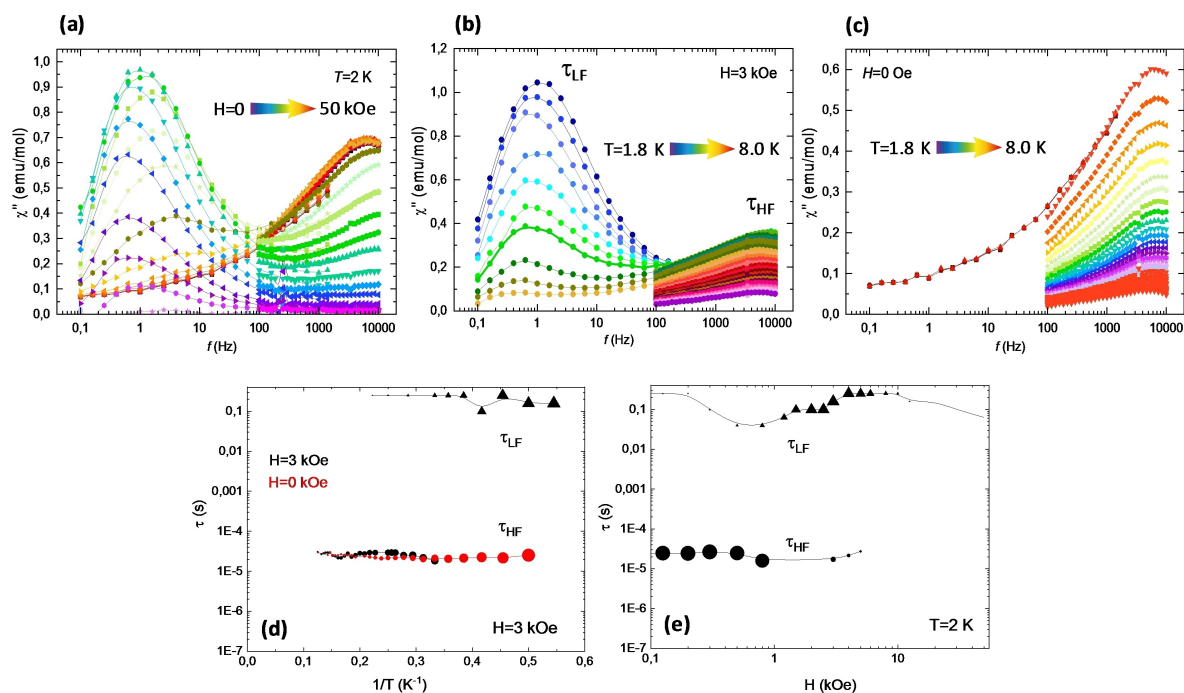 (a)
χ'' (emu/mol)
1,0
0,9
0,8
0,7
0,6
0,5
0,4
0,3
0,2
0,1
0,0
T=2 K
H=0 50 kOe
0,1 1 10 100 1000 10000
f (Hz)
(b)
χ'' (emu/mol)
1,2
1,0
0,8
0,6
0,4
0,2
0,0
τLF
H=3 kOe
T=1.8 K 8.0 K
τHF
0,1 1 10 100 1000 10000
f (Hz)
(c)
χ'' (emu/mol)
0,6
0,5
0,4
0,3
0,2
0,1
0,0
H=0 Oe
T=1.8 K 8.0 K
0,1 1 10 100 1000 10000
f (Hz)
τ (s)
0,1
0,01
0,001
1E-4
1E-5
1E-6
1E-7
τLF
H=3 kOe
H=0 kOe
τHF
(d)
H=3 kOe
0,0 0,1 0,2 0,3 0,4 0,5 0,6
1/T (K-1)
τ (s)
0,1
0,01
0,001
1E-4
1E-5
1E-6
1E-7
τLF
τHF
(e)
T=2 K
0,1 1 10
H (kOe)